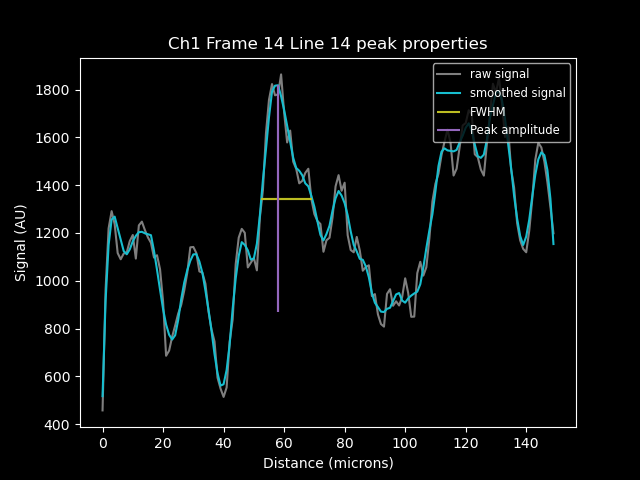 Ch1 Frame 14 Line 14 peak properties
raw signal
smoothed signal
FWHM
Peak amplitude
Signal (AU)
1800
1600
1400
1200
1000
800
600
400
0 20 40 60 80 100 120 140
Distance (microns)